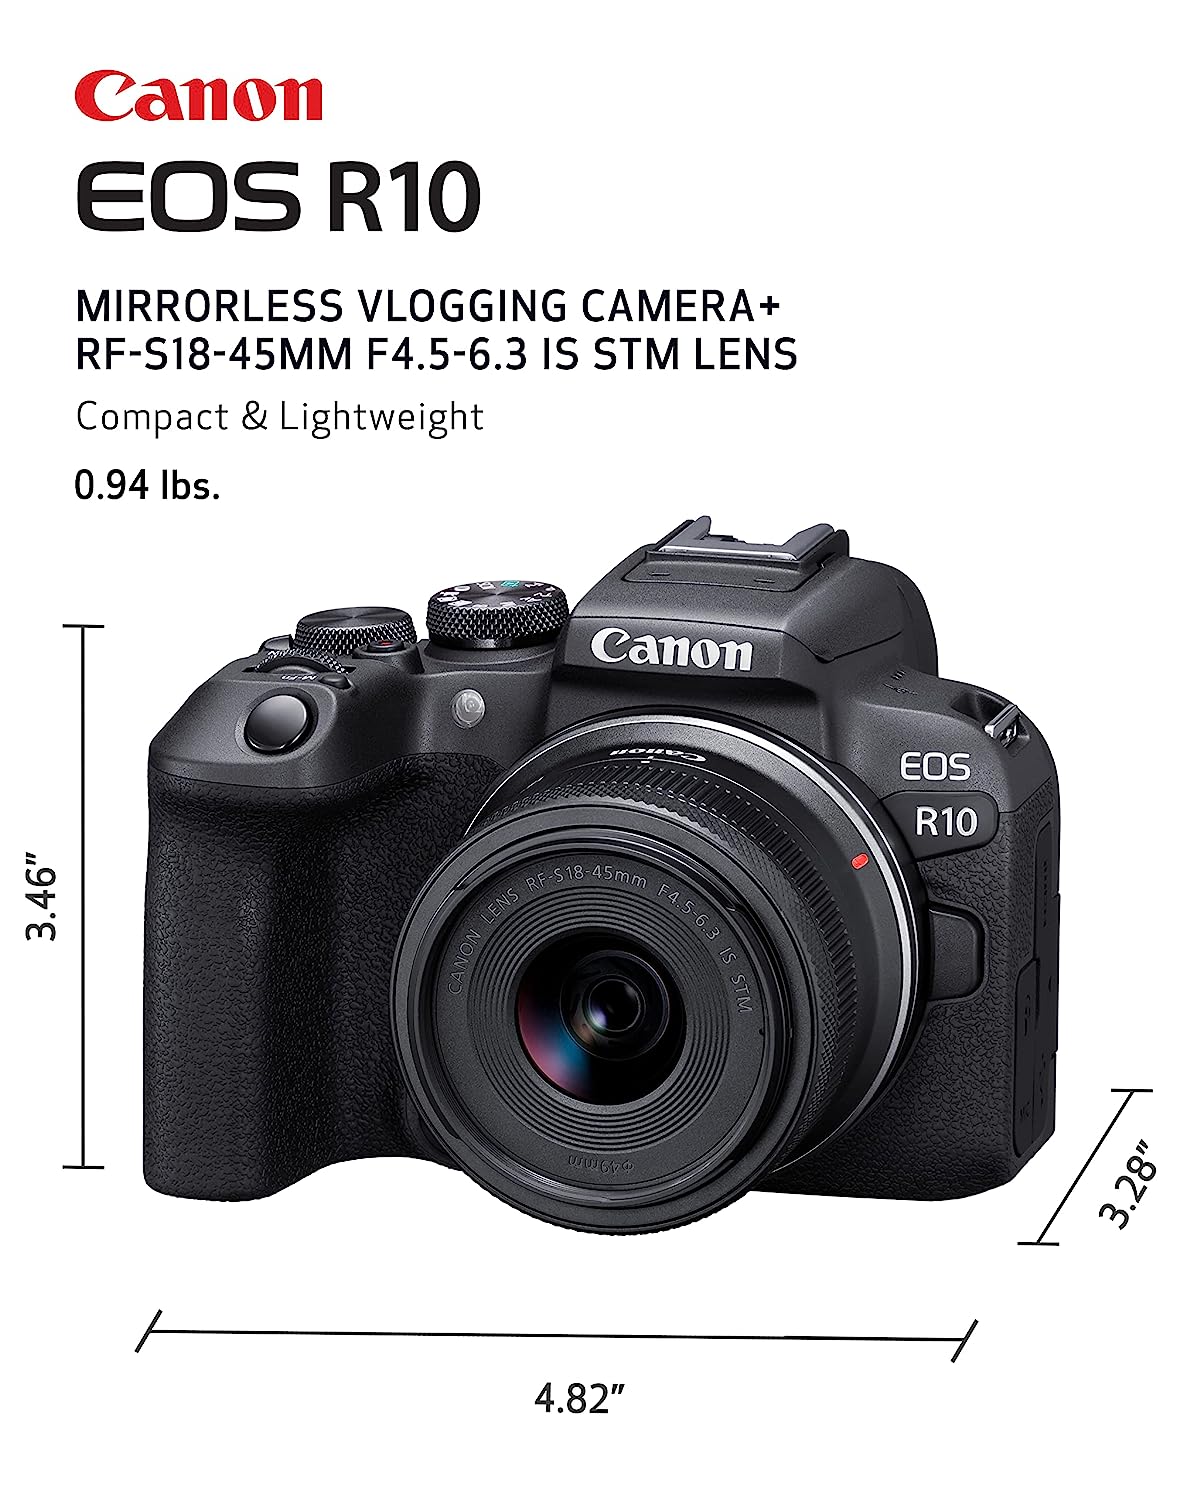 Canon
EOS R10
MIRRORLESS VLOGGING CAMERA+
RF-S18-45MM F4.5-6.3 IS STM LENS
Compact & Lightweight
0.94 lbs.
Canon
M-Fn
Canon
EOS
R10
CANON LENS RF-S18-45mm F4.5-6.3 IS STM
φ49mm
3.46”
3.28”
4.82”